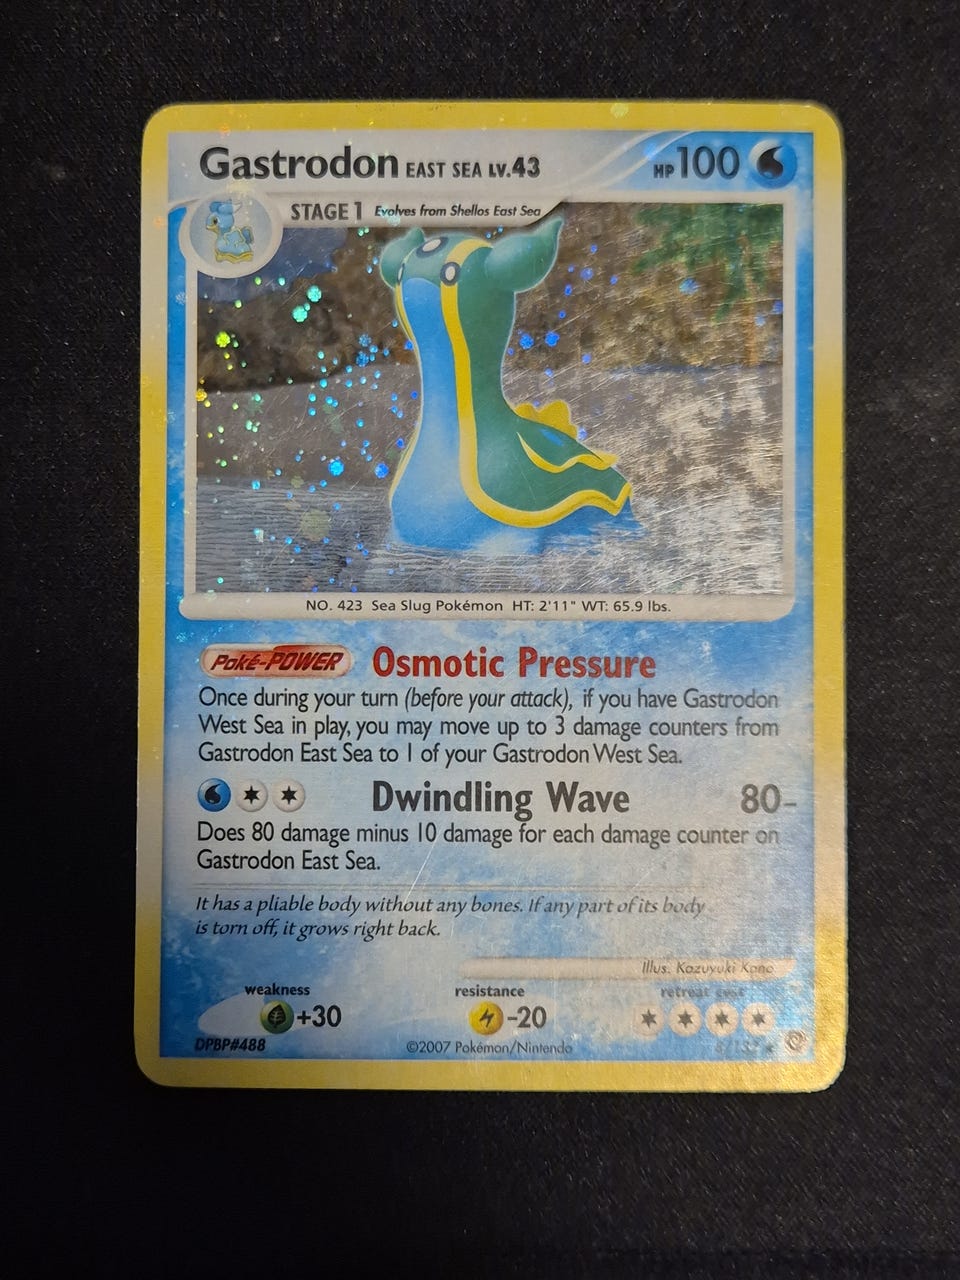 Gastrodon EAST SEA LV.43 HP 100
STAGE 1 Evolves from Shellos East Sea
NO. 423 Sea Slug Pokémon HT: 2'11" WT: 65.9 lbs.
Poké-POWER Osmotic Pressure
Once during your turn (before your attack), if you have Gastrodon
West Sea in play, you may move up to 3 damage counters from
Gastrodon East Sea to 1 of your Gastrodon West Sea.
Dwindling Wave 80-
Does 80 damage minus 10 damage for each damage counter on
Gastrodon East Sea.
It has a pliable body without any bones. If any part of its body
is torn off, it grows right back.
Illus. Kazuyuki Kano
weakness resistance retreat cost
+30 -20
DPBP#488 ©2007 Pokémon/Nintendo